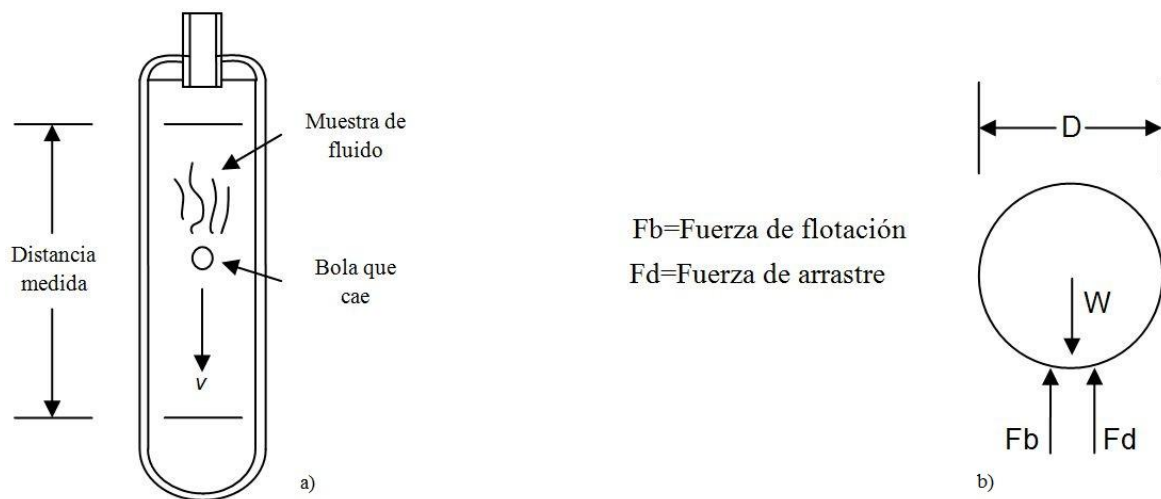 Muestra de
fluido
Distancia
medida
Bola que
cae
v
a)
Fb=Fuerza de flotación
Fd=Fuerza de arrastre
D
W
Fb
Fd
b)